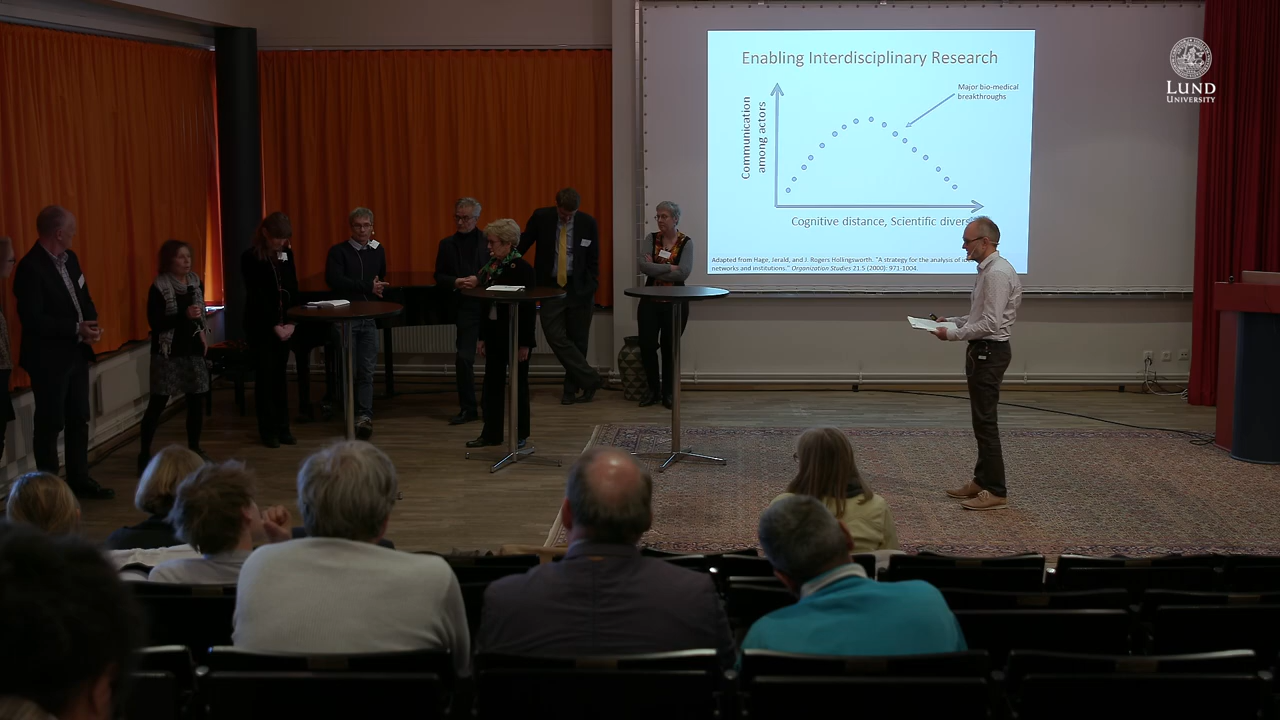 Enabling Interdisciplinary Research
Communication
among actors
Major bio-medical
breakthroughs
Cognitive distance, Scientific
Adapted from Hage, Jerald, and J. Rogers Hollingsworth. "A strategy for the analysis of
networks and institutions." Organization Studies 21.5 (2000): 971-1004.
LUND
UNIVERSITY